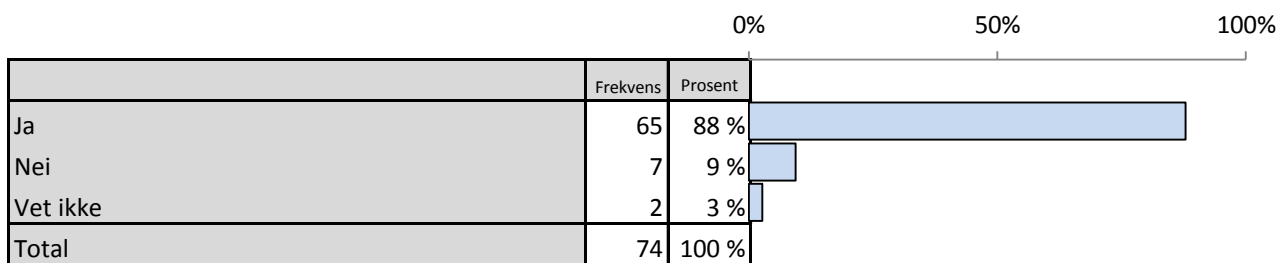 0% 50% 100%
Frekvens Prosent
Ja 65 88 %
Nei 7 9 %
Vet ikke 2 3 %
Total 74 100 %